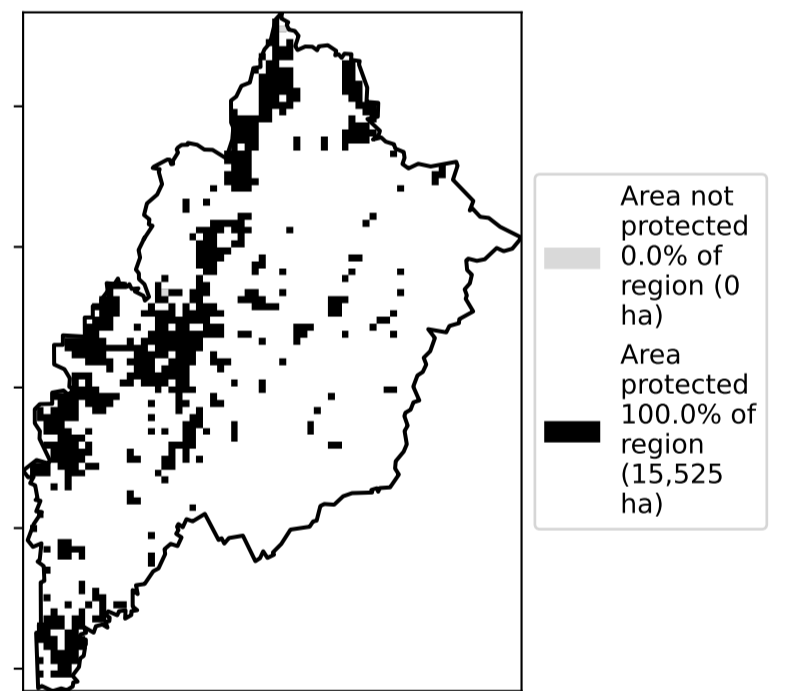 Area not
protected
0.0% of
region (0
ha)
Area
protected
100.0% of
region
(15,525
ha)